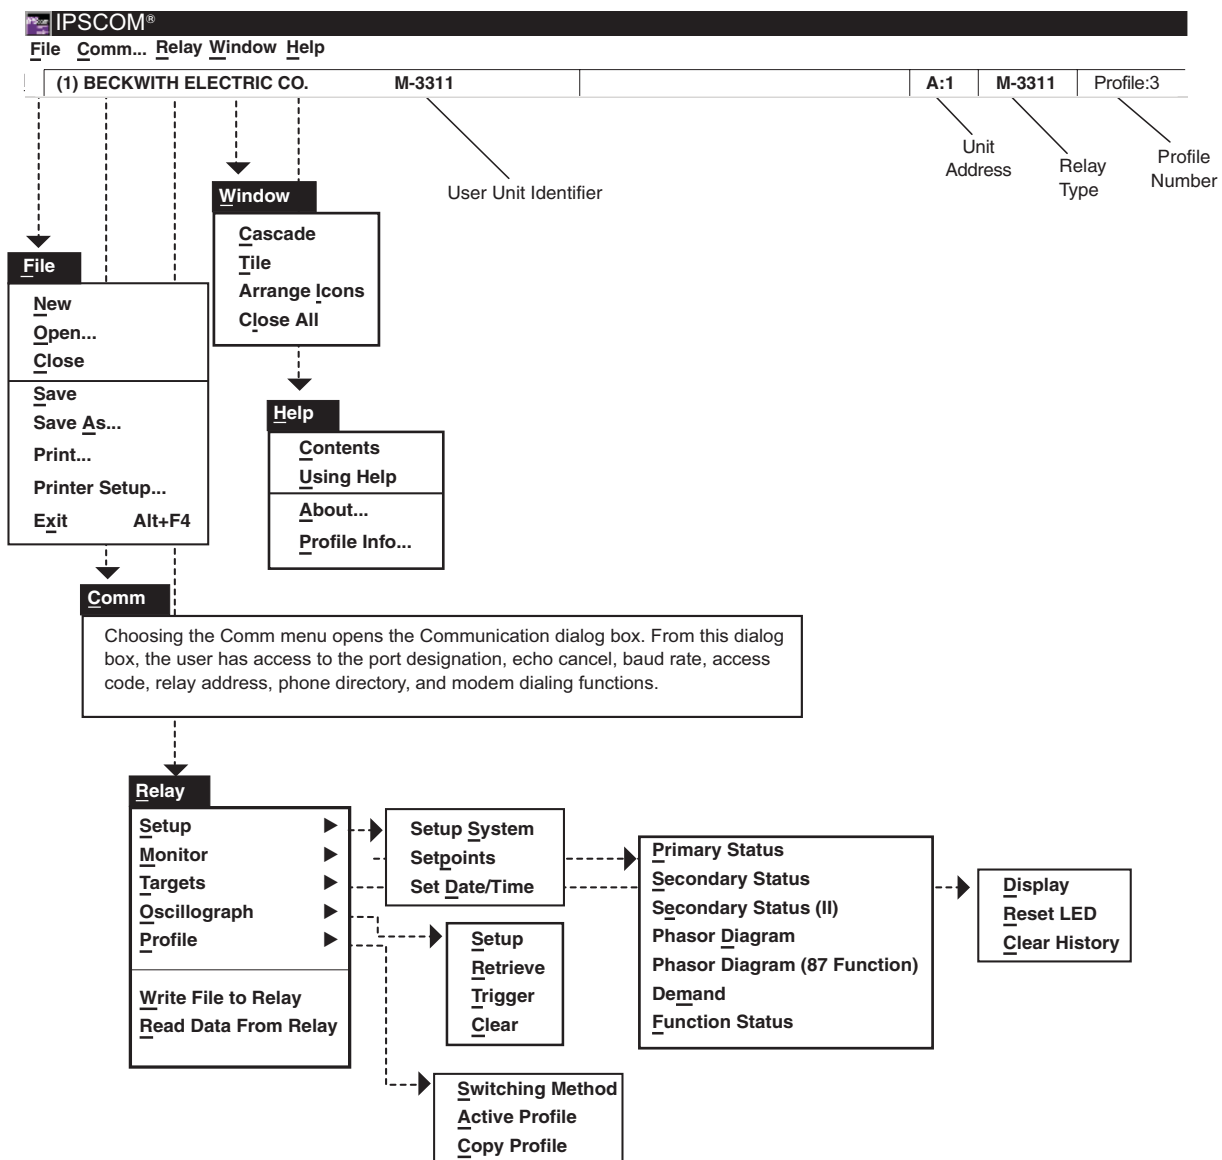 IPSCOM®
File Comm... Relay Window Help
(1) BECKWITH ELECTRIC CO. M-3311 A:1 M-3311 Profile:3
User Unit Identifier
Unit
Address
Relay
Type
Profile
Number
Window
Cascade
Tile
Arrange Icons
Close All
File
New
Open...
Close
Save
Save As...
Print...
Printer Setup...
Exit Alt+F4
Help
Contents
Using Help
About...
Profile Info...
Comm
Choosing the Comm menu opens the Communication dialog box. From this dialog
box, the user has access to the port designation, echo cancel, baud rate, access
code, relay address, phone directory, and modem dialing functions.
Relay
Setup
Monitor
Targets
Oscillograph
Profile
Write File to Relay
Read Data From Relay
Setup System
Setpoints
Set Date/Time
Primary Status
Secondary Status
Secondary Status (II)
Phasor Diagram
Phasor Diagram (87 Function)
Demand
Function Status
Display
Reset LED
Clear History
Setup
Retrieve
Trigger
Clear
Switching Method
Active Profile
Copy Profile